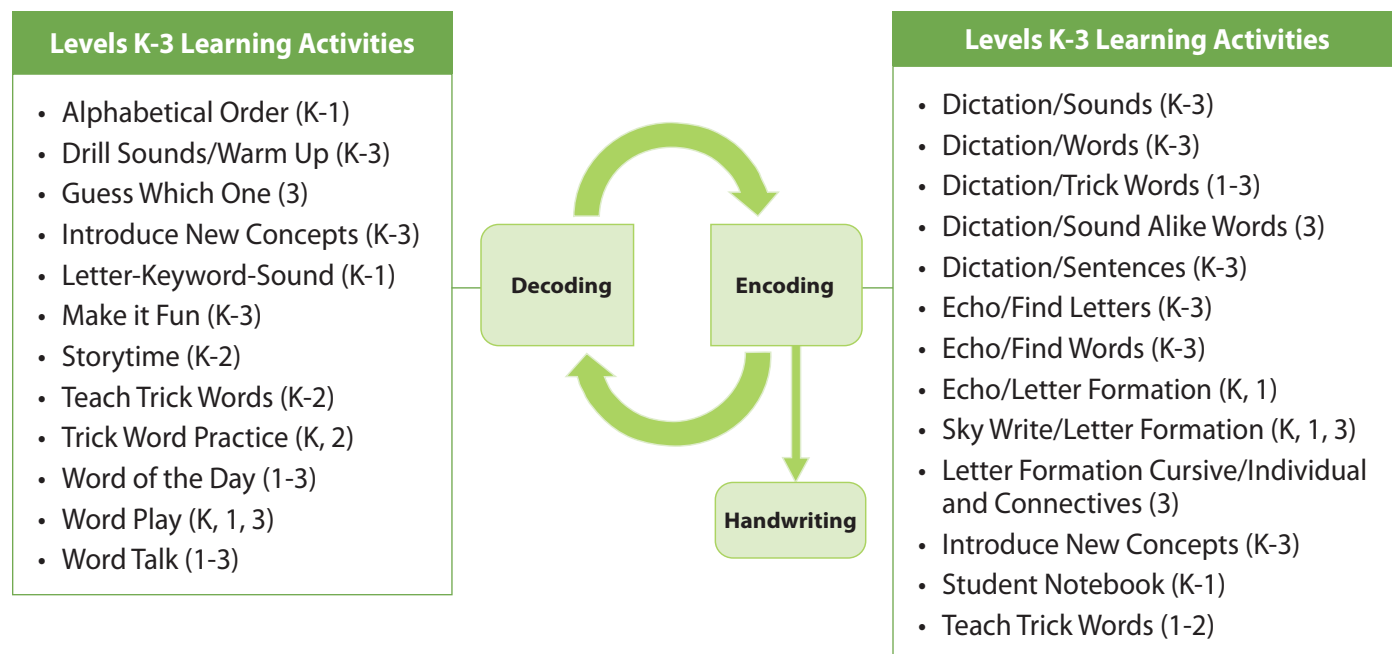 Levels K-3 Learning Activities
• Alphabetical Order (K-1)
• Drill Sounds/Warm Up (K-3)
• Guess Which One (3)
• Introduce New Concepts (K-3)
• Letter-Keyword-Sound (K-1)
• Make it Fun (K-3)
• Storytime (K-2)
• Teach Trick Words (K-2)
• Trick Word Practice (K, 2)
• Word of the Day (1-3)
• Word Play (K, 1, 3)
• Word Talk (1-3)
Decoding
Encoding
Handwriting
Levels K-3 Learning Activities
• Dictation/Sounds (K-3)
• Dictation/Words (K-3)
• Dictation/Trick Words (1-3)
• Dictation/Sound Alike Words (3)
• Dictation/Sentences (K-3)
• Echo/Find Letters (K-3)
• Echo/Find Words (K-3)
• Echo/Letter Formation (K, 1)
• Sky Write/Letter Formation (K, 1, 3)
• Letter Formation Cursive/Individual
and Connectives (3)
• Introduce New Concepts (K-3)
• Student Notebook (K-1)
• Teach Trick Words (1-2)